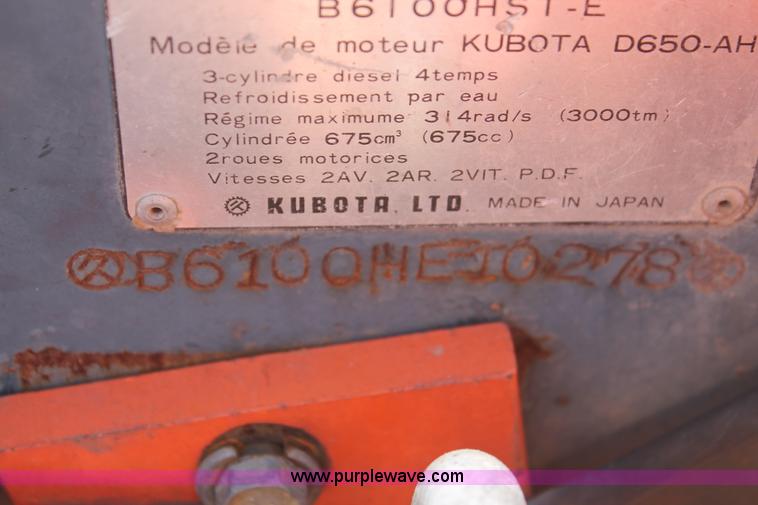 B6100HST-E
Modèle de moteur KUBOTA D650-AH
3-cylindre diesel 4temps
Refroidissement par eau
Régime maximume 314rad/s (3000tm)
Cylindrée 675cm³ (675cc)
2roues motorices
Vitesses 2AV. 2AR. 2VIT. P.D.F.
KUBOTA, LTD. MADE IN JAPAN
B6100HE10278
www.purplewave.com